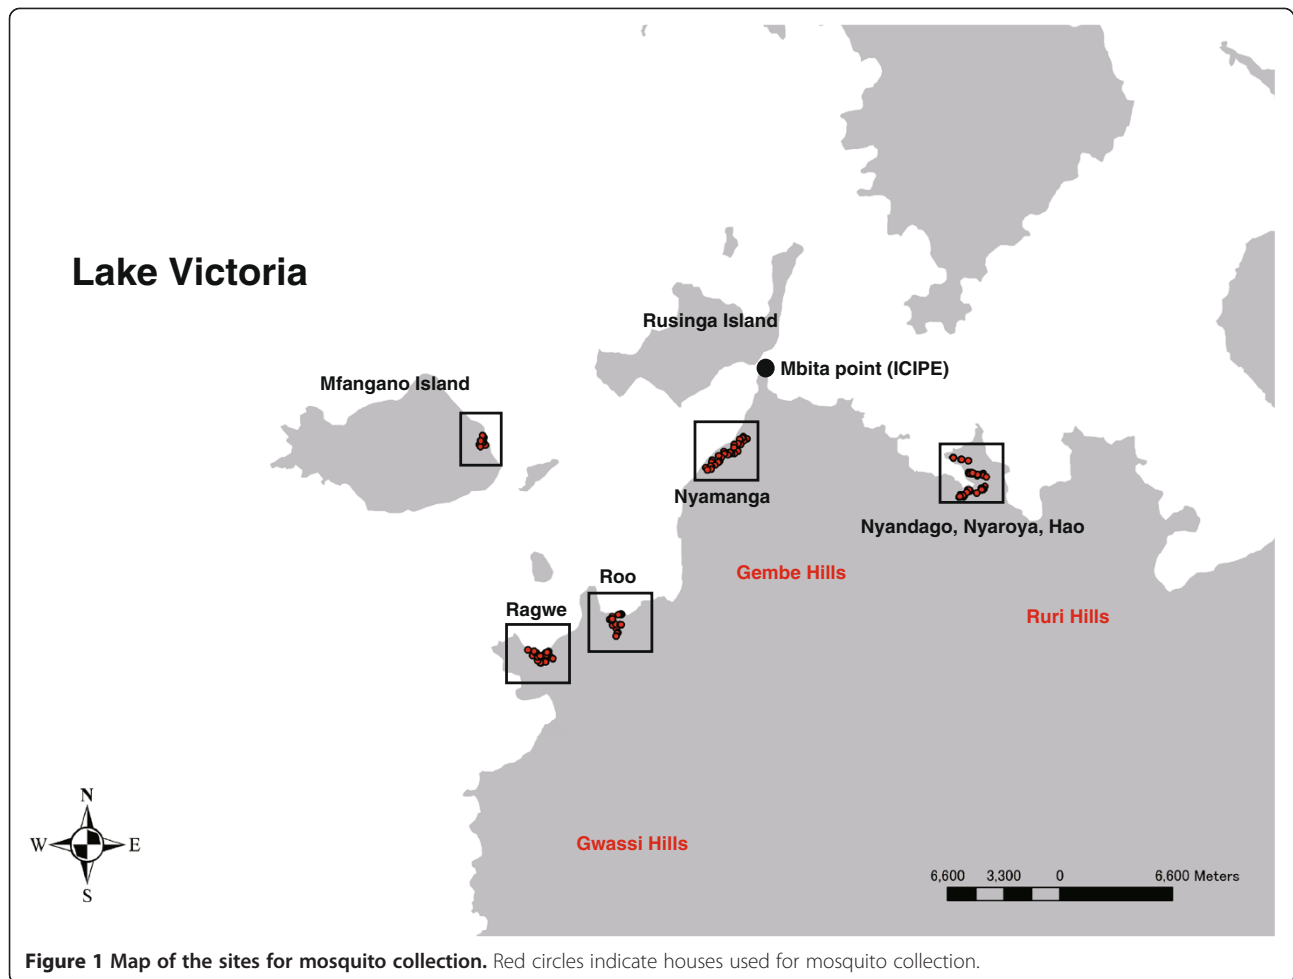 Lake Victoria
Rusinga Island
Mbita point (ICIPE)
Mfangano Island
Nyamanga
Nyandago, Nyaroya, Hao
Gembe Hills
Roo
Ragwe
Ruri Hills
N
W E
S
Gwassi Hills
6,600 3,300 0 6,600 Meters
Figure 1 Map of the sites for mosquito collection. Red circles indicate houses used for mosquito collection.